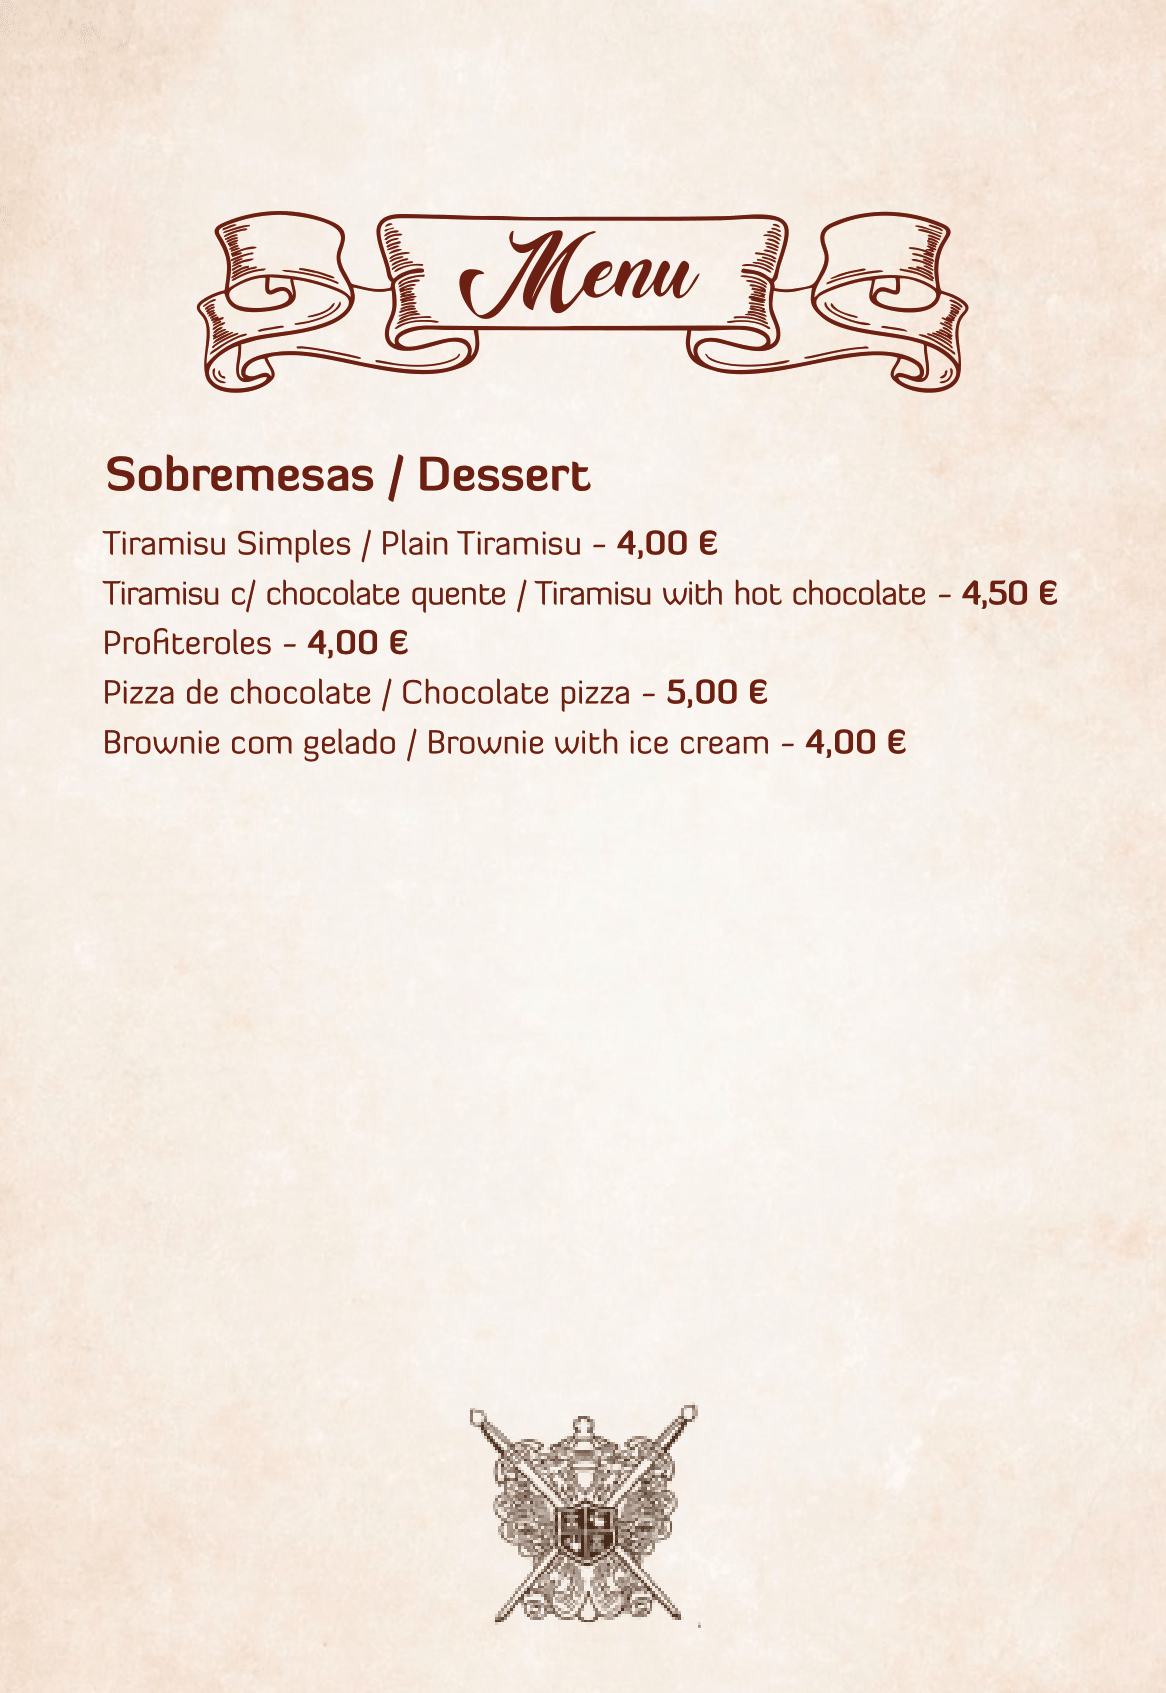 Menu
Sobremesas / Dessert
Tiramisu Simples / Plain Tiramisu - 4,00 €
Tiramisu c/ chocolate quente / Tiramisu with hot chocolate - 4,50 €
Profiteroles - 4,00 €
Pizza de chocolate / Chocolate pizza - 5,00 €
Brownie com gelado / Brownie with ice cream - 4,00 €